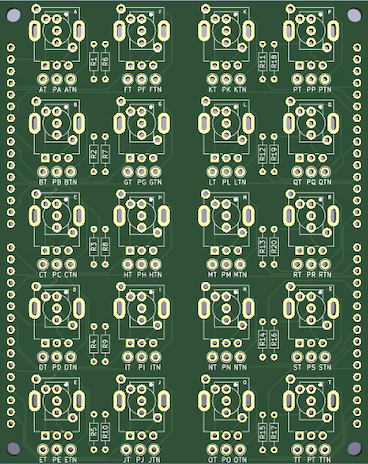 A F K P
R1 R6 R11 R18
AT PA ATN FT PF FTN KT PK KTN PT PP PTN
B G L Q
R2 R7 R12 R19
BT PB BTN GT PG GTN LT PL LTN QT PQ QTN
C H M R
R3 R8 R13 R20
CT PC CTN HT PH HTN MT PM MTN RT PR RTN
D I N S
R4 R9 R14 R16
DT PD DTN IT PI ITN NT PN NTN ST PS STN
E J O T
R5 R10 R15 R17
ET PE ETN JT PJ JTN OT PO OTN TT PT TTN